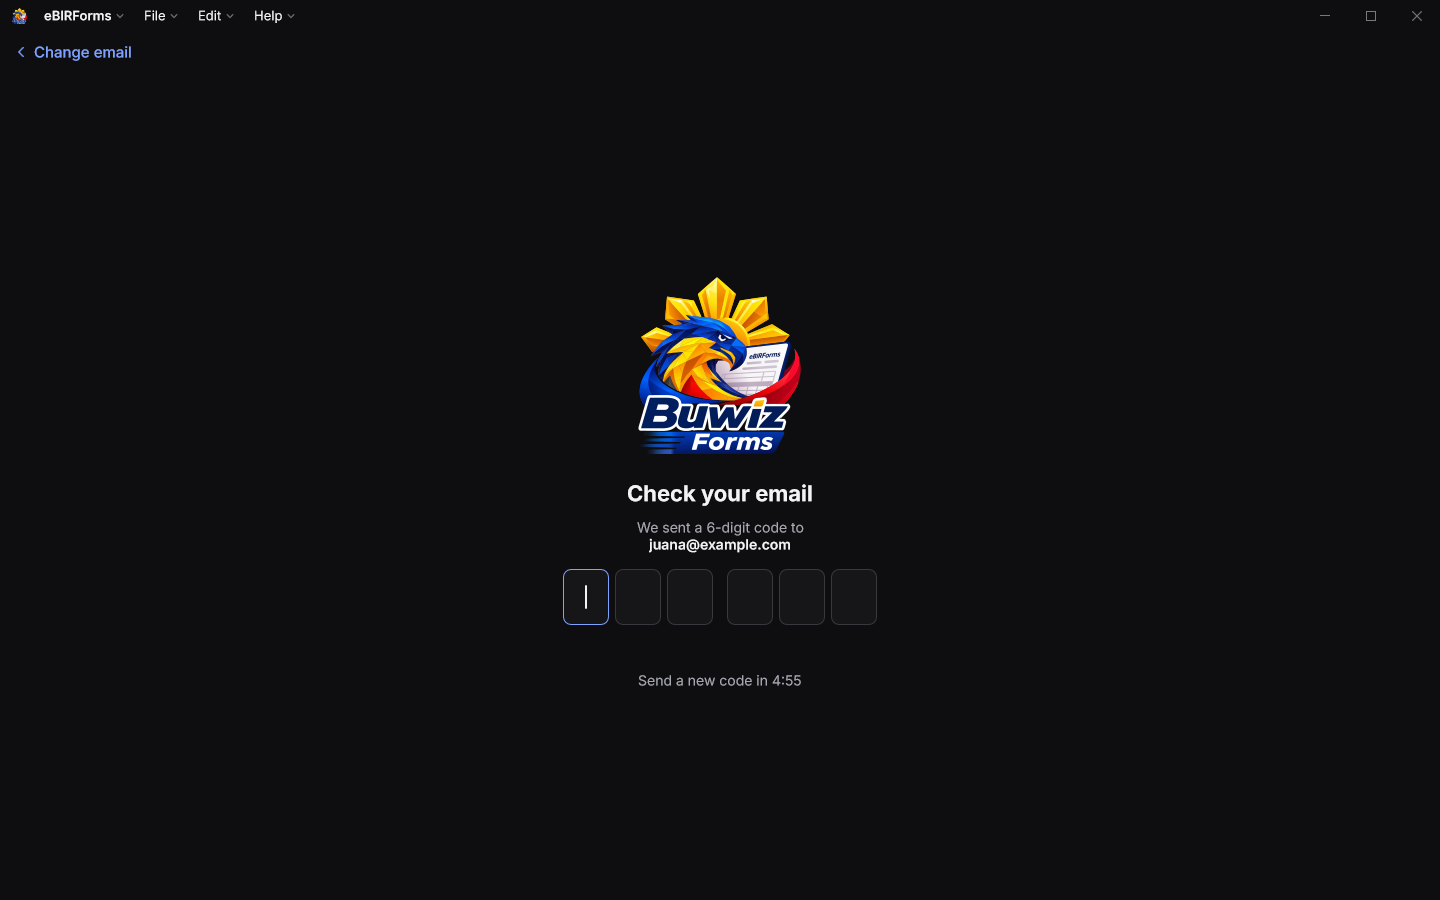 eBIRForms File Edit Help
Change email
eBIRForms
Buwiz
Forms
Check your email
We sent a 6-digit code to
juana@example.com
Send a new code in 4:55